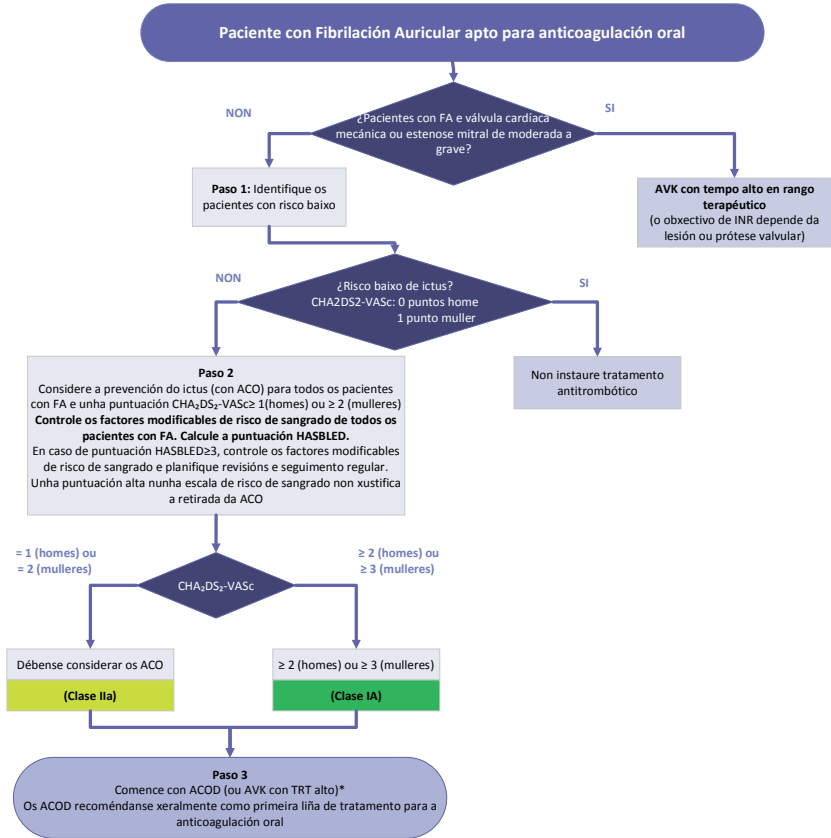 Paciente con Fibrilación Auricular apto para anticoagulación oral
NON
SI
¿Pacientes con FA e válvula cardíaca
mecánica ou estenose mitral de moderada a
grave?
Paso 1: Identifique os
pacientes con risco baixo
AVK con tempo alto en rango
terapéutico
(o obxectivo de INR depende da
lesión ou prótese valvular)
NON
SI
¿Risco baixo de ictus?
CHA2DS2-VASc: 0 puntos home
1 punto muller
Paso 2
Considere a prevención do ictus (con ACO) para todos os pacientes
con FA e unha puntuación CHA₂DS₂-VASc≥ 1(homes) ou ≥ 2 (mulleres)
Controle os factores modificables de risco de sangrado de todos os
pacientes con FA. Calcule a puntuación HASBLED.
En caso de puntuación HASBLED≥3, controle os factores modificables
de risco de sangrado e planifique revisións e seguimento regular.
Unha puntuación alta nunha escala de risco de sangrado non xustifica
a retirada da ACO
Non instaure tratamento
antitrombótico
= 1 (homes) ou
= 2 (mulleres)
≥ 2 (homes) ou
≥ 3 (mulleres)
CHA₂DS₂-VASc
Débense considerar os ACO
(Clase IIa)
≥ 2 (homes) ou ≥ 3 (mulleres)
(Clase IA)
Paso 3
Comence con ACOD (ou AVK con TRT alto)*
Os ACOD recoméndanse xeralmente como primeira liña de tratamento para a
anticoagulación oral